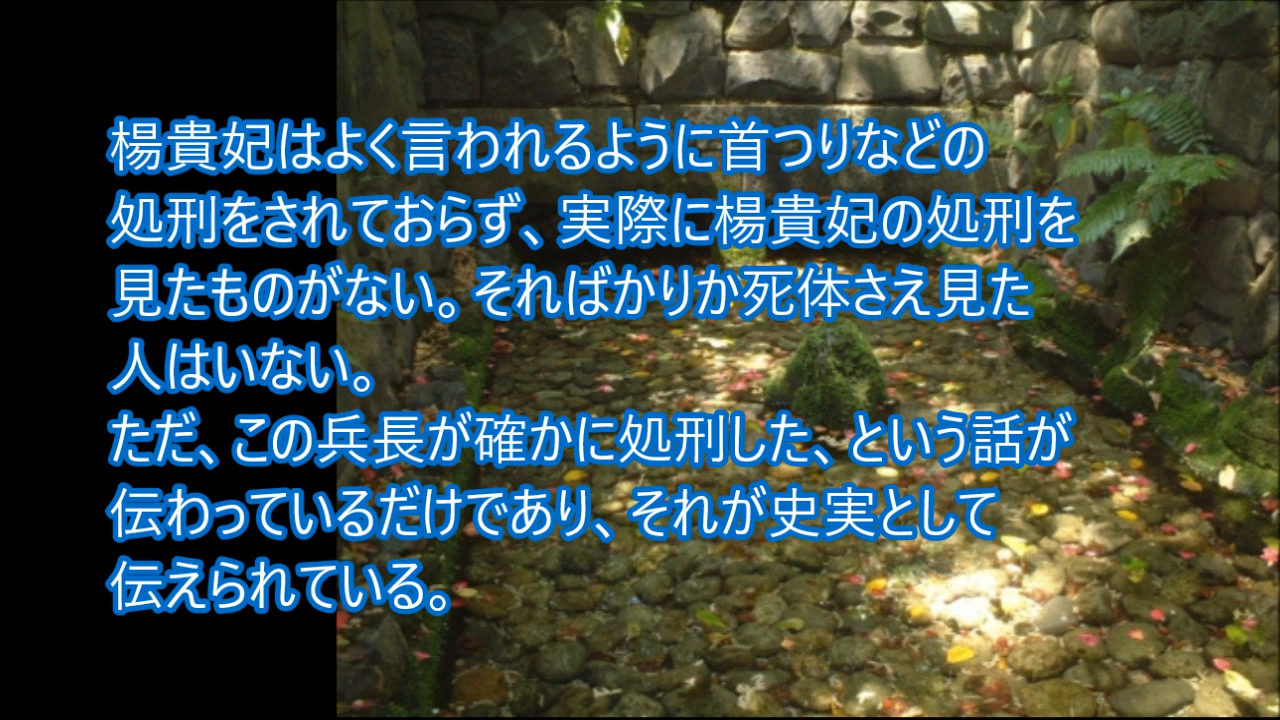 楊貴妃はよく言われるように首つりなどの
処刑をされておらず、実際に楊貴妃の処刑を
見たものがない。そればかりか死体さえ見た
人はいない。
ただ、この兵長が確かに処刑した、という話が
伝わっているだけであり、それが史実として
伝えられている。